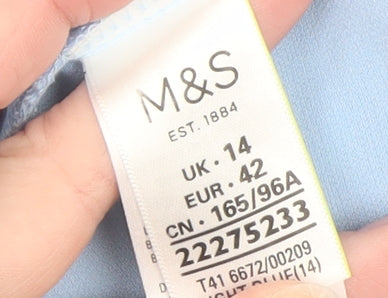 M&S
EST. 1884
UK · 14
EUR · 42
CN · 165/96A
22275233
T41 6672/00209